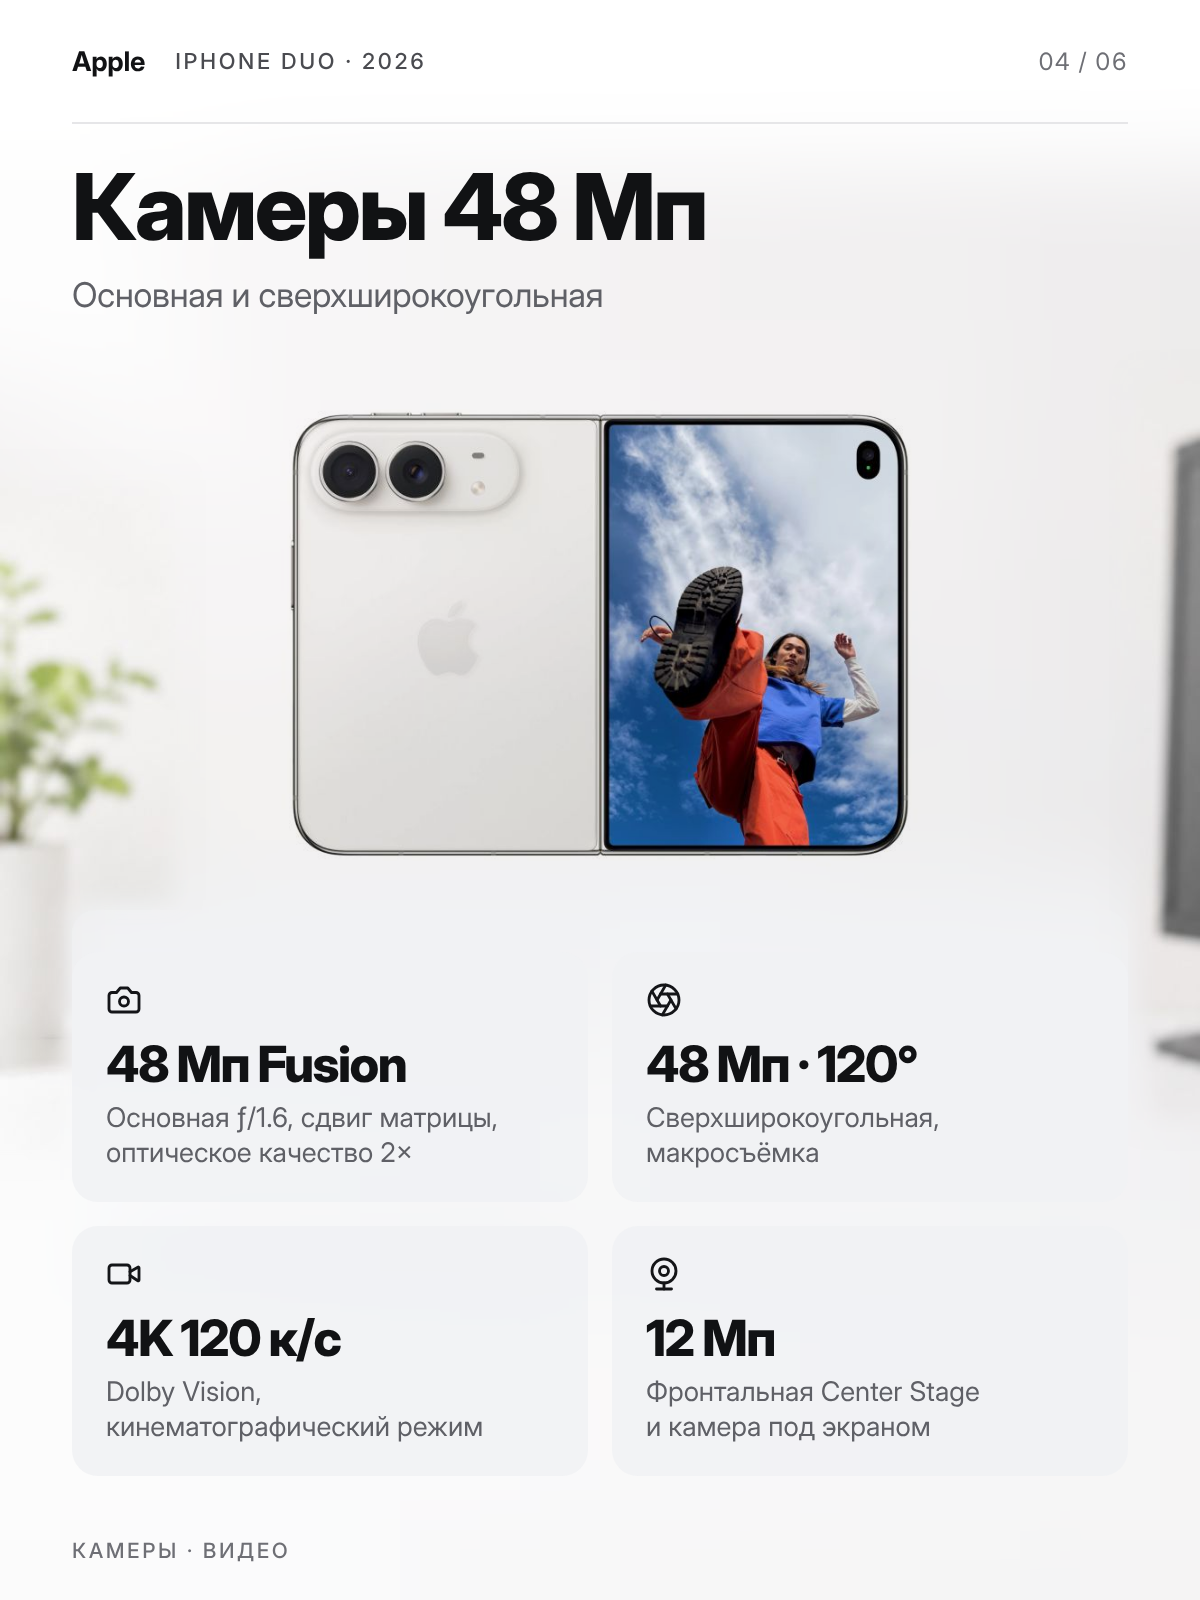 Apple IPHONE DUO · 2026 04 / 06
Камеры 48 Мп
Основная и сверхширокоугольная
48 Мп Fusion
Основная ƒ/1.6, сдвиг матрицы,
оптическое качество 2×
48 Мп · 120°
Сверхширокоугольная,
макросъёмка
4K 120 к/с
Dolby Vision,
кинематографический режим
12 Мп
Фронтальная Center Stage
и камера под экраном
КАМЕРЫ · ВИДЕО